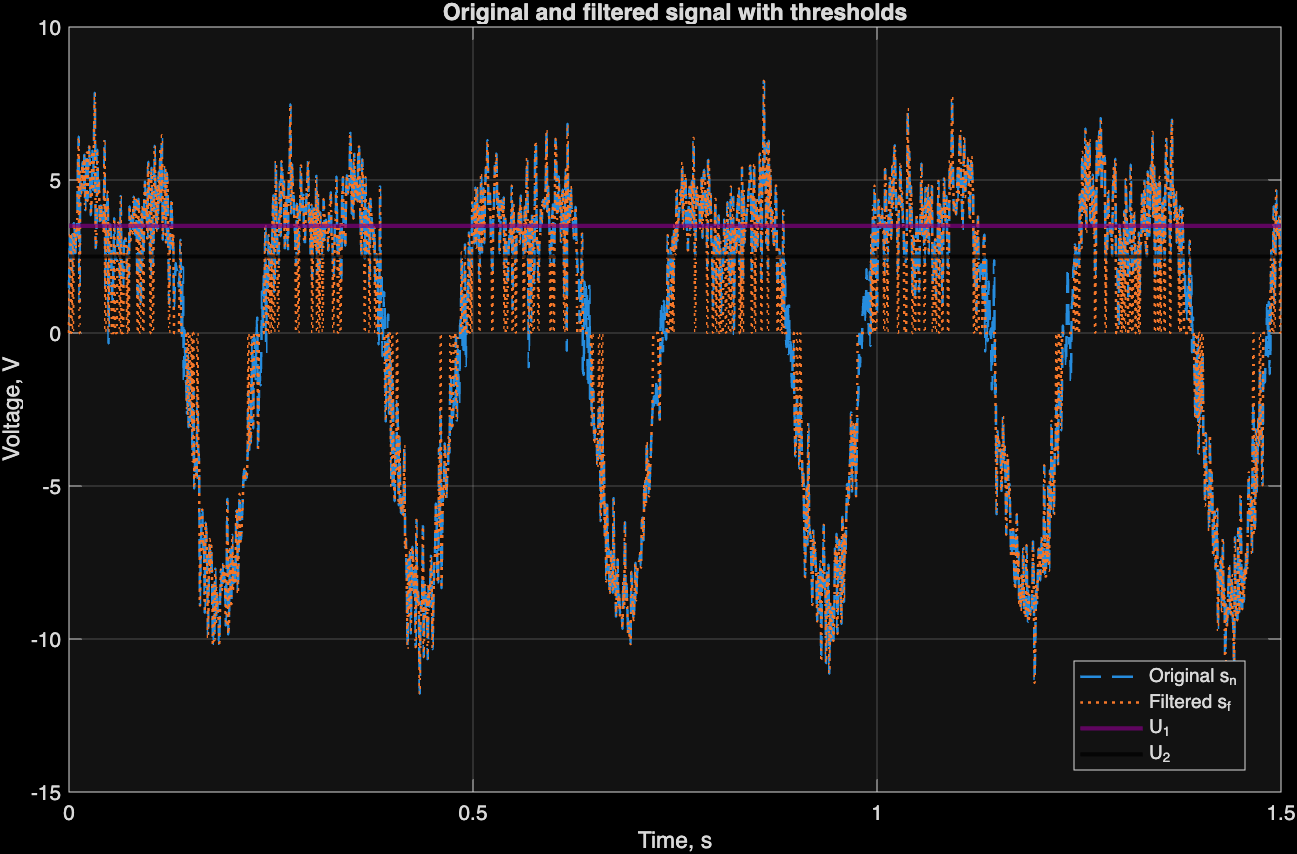 Original and filtered signal with thresholds
10
5
0
-5
-10
-15
Voltage, V
0
0.5
1
1.5
Time, s
Original sₙ
Filtered s_f
U₁
U₂